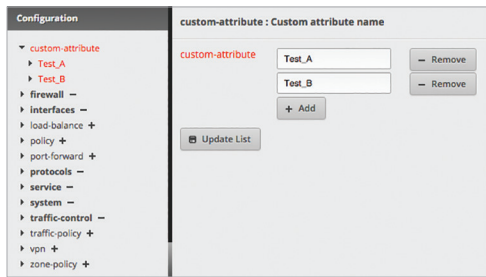 Configuration
custom-attribute
Test_A
Test_B
firewall −
interfaces −
load-balance +
policy +
port-forward +
protocols −
service −
system −
traffic-control −
traffic-policy +
vpn +
zone-policy +
custom-attribute : Custom attribute name
custom-attribute
Test_A
− Remove
Test_B
− Remove
+ Add
Update List